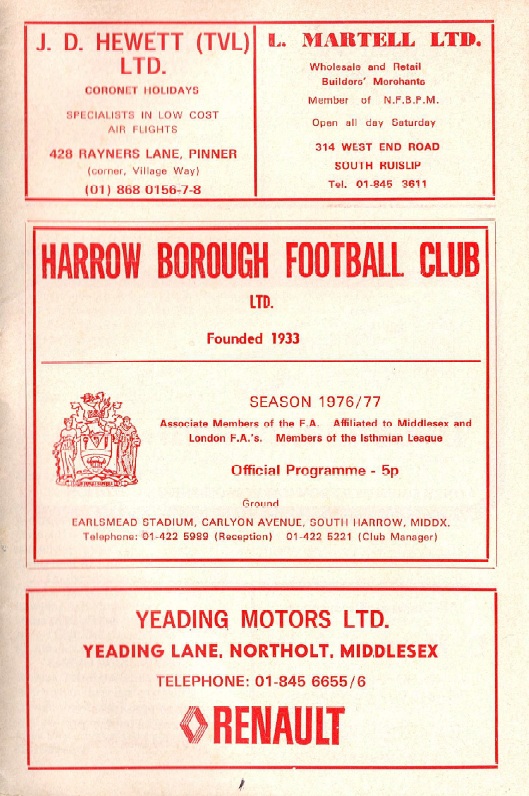 J. D. HEWETT (TVL)
LTD.
CORONET HOLIDAYS
SPECIALISTS IN LOW COST
AIR FLIGHTS
428 RAYNERS LANE, PINNER
(corner, Village Way)
(01) 868 0156-7-8
L. MARTELL LTD.
Wholesale and Retail
Builders' Merchants
Member of N.F.B.P.M.
Open all day Saturday
314 WEST END ROAD
SOUTH RUISLIP
Tel. 01-845 3611
HARROW BOROUGH FOOTBALL CLUB
LTD.
Founded 1933
SEASON 1976/77
Associate Members of the F.A. Affiliated to Middlesex and
London F.A.'s. Members of the Isthmian League
Official Programme - 5p
Ground
EARLSMEAD STADIUM, CARLYON AVENUE, SOUTH HARROW, MIDDX.
Telephone: 01-422 5989 (Reception) 01-422 5221 (Club Manager)
YEADING MOTORS LTD.
YEADING LANE, NORTHOLT, MIDDLESEX
TELEPHONE: 01-845 6655/6
RENAULT